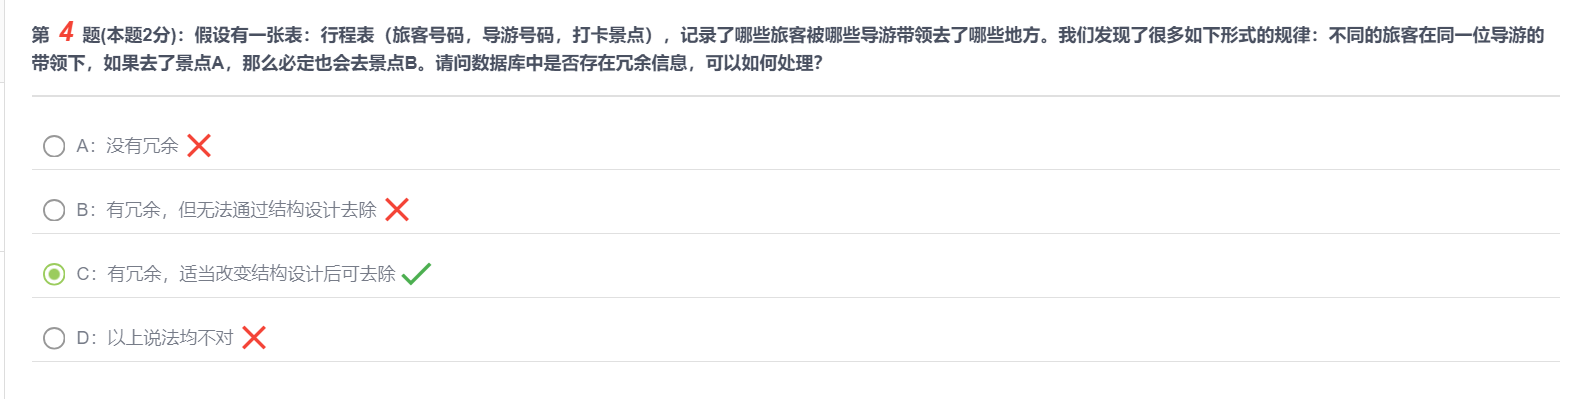 第 4 题(本题2分)：假设有一张表：行程表（旅客号码，导游号码，打卡景点），记录了哪些旅客被哪些导游带领去了哪些地方。我们发现了很多如下形式的规律：不同的旅客在同一位导游的
带领下，如果去了景点A，那么必定也会去景点B。请问数据库中是否存在冗余信息，可以如何处理？
A：没有冗余
B：有冗余，但无法通过结构设计去除
C：有冗余，适当改变结构设计后可去除
D：以上说法均不对